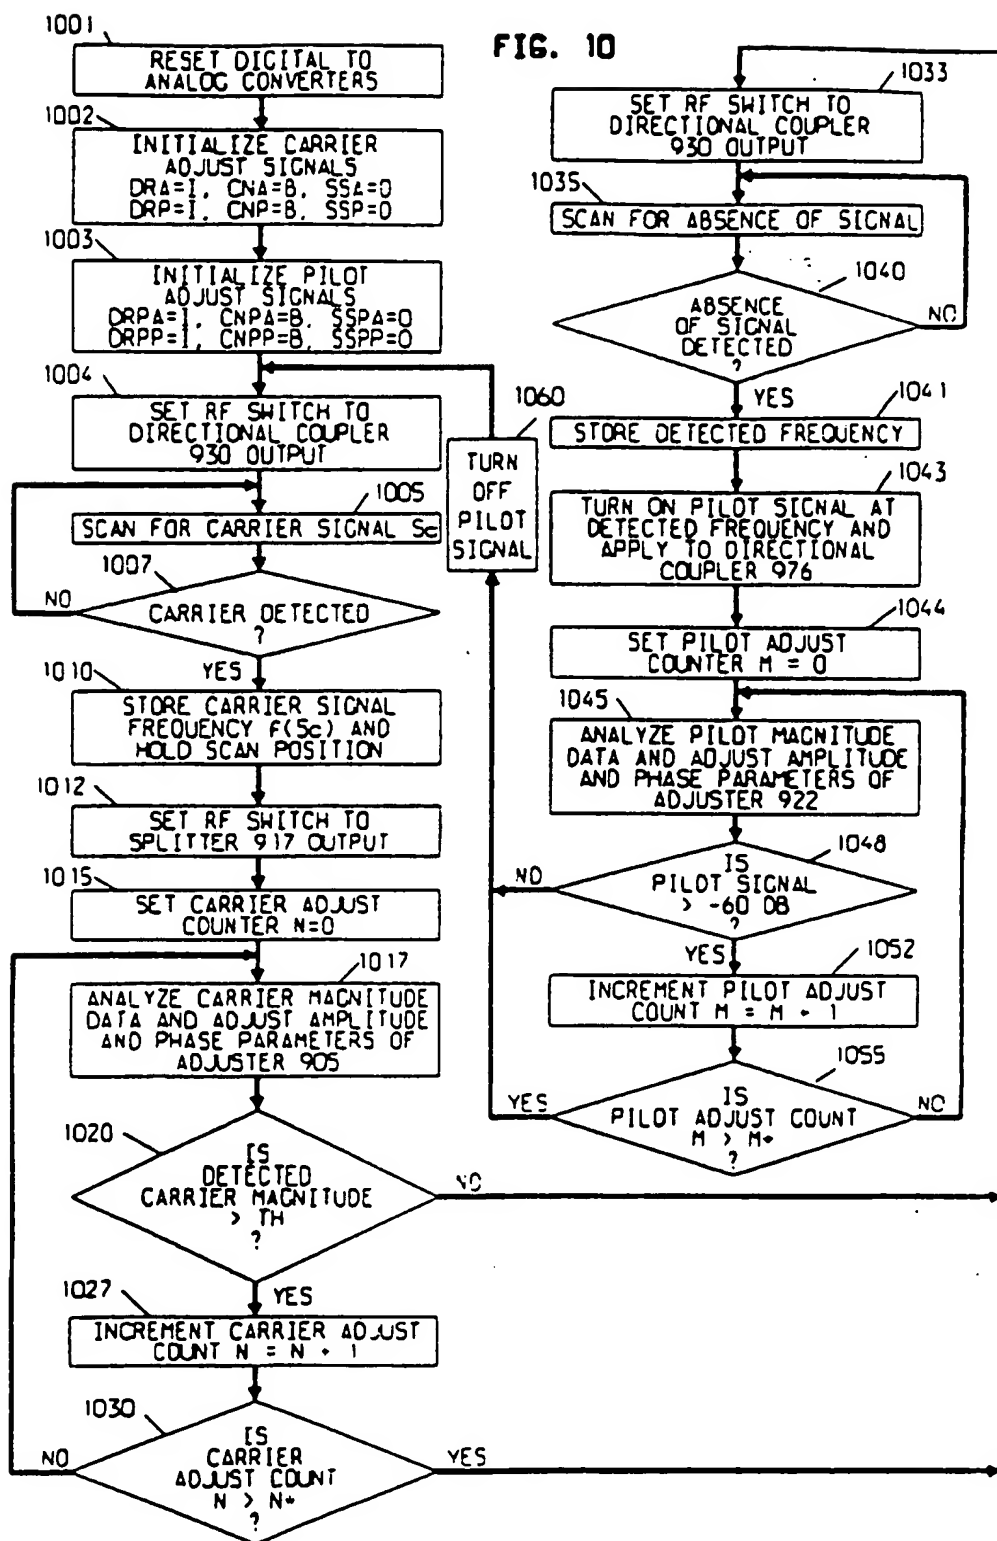 FIG. 10
1001
RESET DIGITAL TO
ANALOG CONVERTERS
1002
INITIALIZE CARRIER
ADJUST SIGNALS
DRA=I, CNA=B, SSA=0
DRP=I, CNP=B, SSP=0
1003
INITIALIZE PILOT
ADJUST SIGNALS
DRPA=I, CNPA=B, SSPA=0
DRPP=I, CNPP=B, SSPP=0
1004
SET RF SWITCH TO
DIRECTIONAL COUPLER
930 OUTPUT
1005
SCAN FOR CARRIER SIGNAL Sc
1007
NO
CARRIER DETECTED
?
YES
1010
STORE CARRIER SIGNAL
FREQUENCY f(Sc) AND
HOLD SCAN POSITION
1012
SET RF SWITCH TO
SPLITTER 917 OUTPUT
1015
SET CARRIER ADJUST
COUNTER N=0
1017
ANALYZE CARRIER MAGNITUDE
DATA AND ADJUST AMPLITUDE
AND PHASE PARAMETERS OF
ADJUSTER 905
1020
IS
DETECTED
CARRIER MAGNITUDE
> TH
?
NO
YES
1027
INCREMENT CARRIER ADJUST
COUNT N = N + 1
1030
IS
CARRIER
ADJUST COUNT
N > N*
?
NO
YES
1033
SET RF SWITCH TO
DIRECTIONAL COUPLER
930 OUTPUT
1035
SCAN FOR ABSENCE OF SIGNAL
1040
ABSENCE
OF SIGNAL
DETECTED
?
NO
YES
1041
STORE DETECTED FREQUENCY
1043
TURN ON PILOT SIGNAL AT
DETECTED FREQUENCY AND
APPLY TO DIRECTIONAL
COUPLER 976
1044
SET PILOT ADJUST
COUNTER M = 0
1045
ANALYZE PILOT MAGNITUDE
DATA AND ADJUST AMPLITUDE
AND PHASE PARAMETERS OF
ADJUSTER 922
1048
IS
PILOT SIGNAL
> -60 DB
?
NO
YES
1052
INCREMENT PILOT ADJUST
COUNT M = M + 1
1055
IS
PILOT ADJUST COUNT
M > M*
?
YES
NO
1060
TURN
OFF
PILOT
SIGNAL